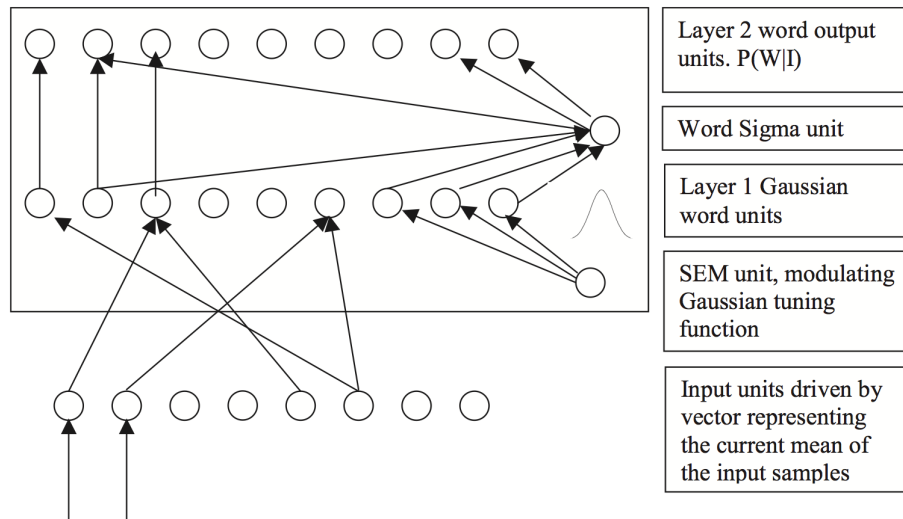 Layer 2 word output
units. P(W|I)
Word Sigma unit
Layer 1 Gaussian
word units
SEM unit, modulating
Gaussian tuning
function
Input units driven by
vector representing
the current mean of
the input samples